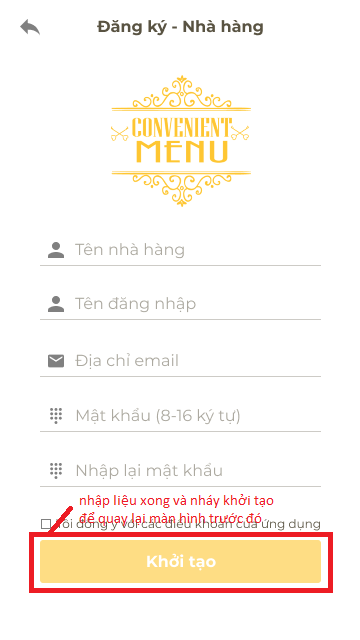 Đăng ký - Nhà hàng
CONVENIENT
MENU
Tên nhà hàng
Tên đăng nhập
Địa chỉ email
Mật khẩu (8-16 ký tự)
Nhập lại mật khẩu
nhập liệu xong và nháy khởi tạo
để quay lại màn hình trước đó
Tôi đồng ý với các điều khoản của ứng dụng
Khởi tạo